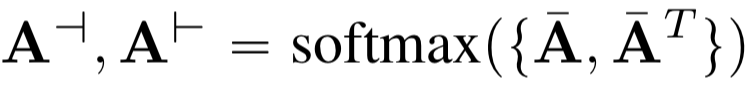 𝐀^⊣, 𝐀^⊢ = softmax({𝐀̄, 𝐀̄^T})